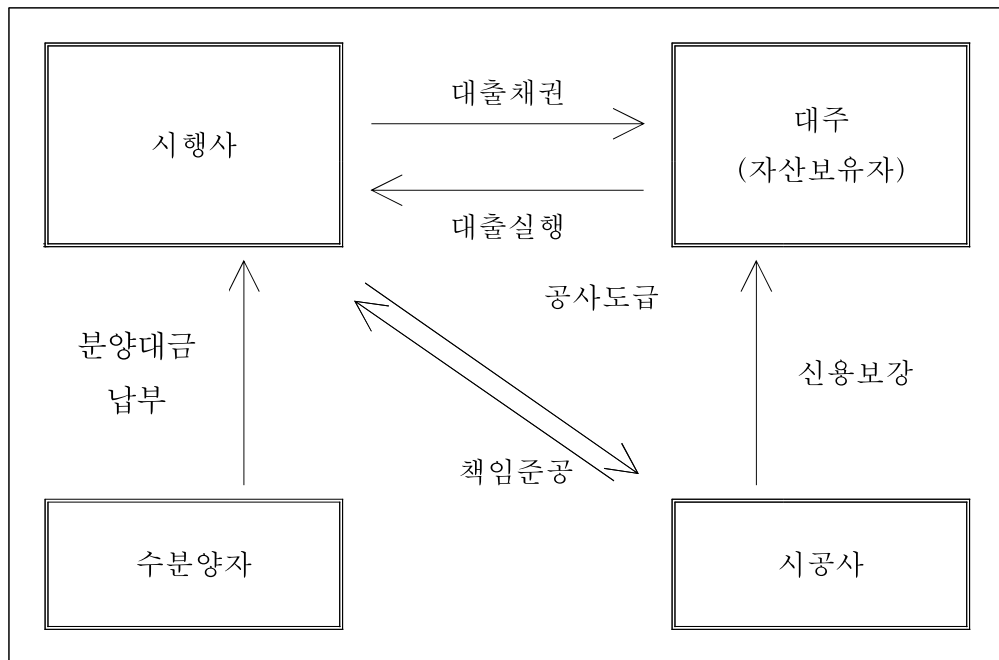 시행사
대출채권
대주
(자산보유자)
대출실행
공사도급
분양대금
납부
신용보강
책임준공
수분양자
시공사